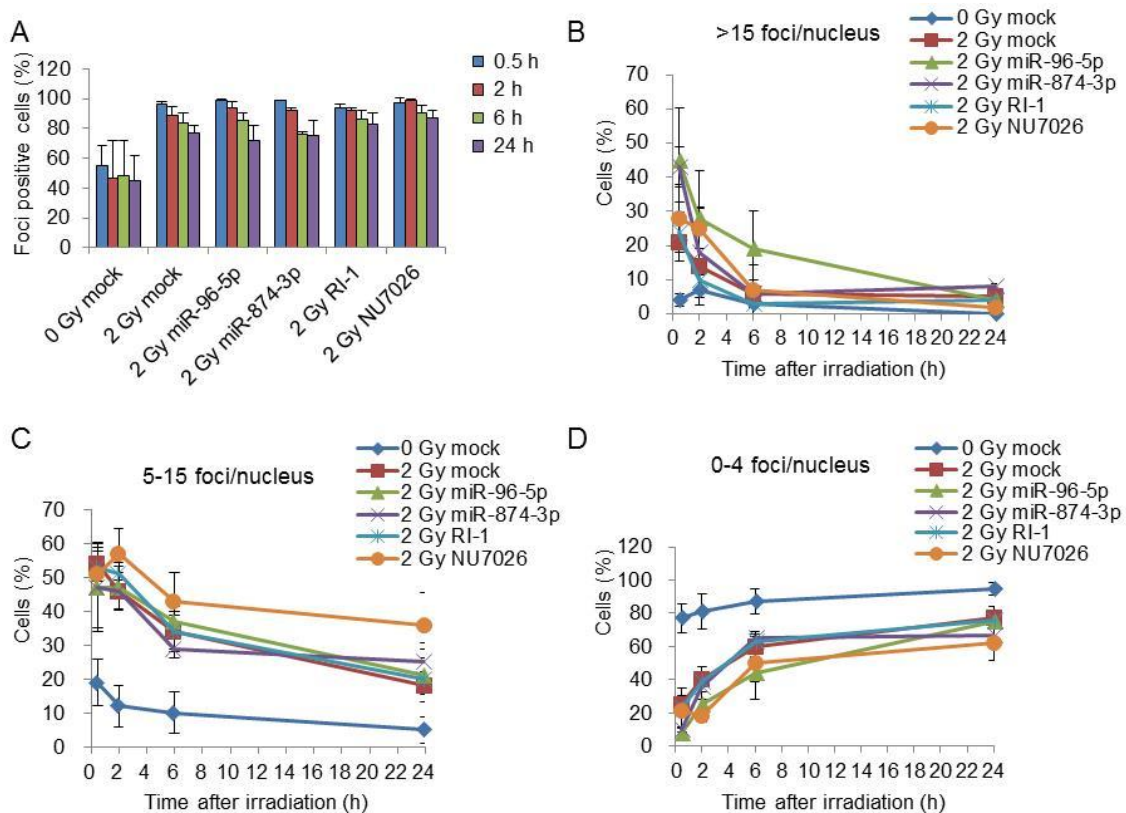 A
Foci positive cells (%)
120
100
80
60
40
20
0
0.5 h
2 h
6 h
24 h
0 Gy mock
2 Gy mock
2 Gy miR-96-5p
2 Gy miR-874-3p
2 Gy RI-1
2 Gy NU7026
B
>15 foci/nucleus
0 Gy mock
2 Gy mock
2 Gy miR-96-5p
2 Gy miR-874-3p
2 Gy RI-1
2 Gy NU7026
Cells (%)
70
60
50
40
30
20
10
0
0 2 4 6 8 10 12 14 16 18 20 22 24
Time after irradiation (h)
C
5-15 foci/nucleus
0 Gy mock
2 Gy mock
2 Gy miR-96-5p
2 Gy miR-874-3p
2 Gy RI-1
2 Gy NU7026
Cells (%)
70
60
50
40
30
20
10
0
0 2 4 6 8 10 12 14 16 18 20 22 24
Time after irradiation (h)
D
0-4 foci/nucleus
0 Gy mock
2 Gy mock
2 Gy miR-96-5p
2 Gy miR-874-3p
2 Gy RI-1
2 Gy NU7026
Cells (%)
120
100
80
60
40
20
0
0 2 4 6 8 10 12 14 16 18 20 22 24
Time after irradiation (h)